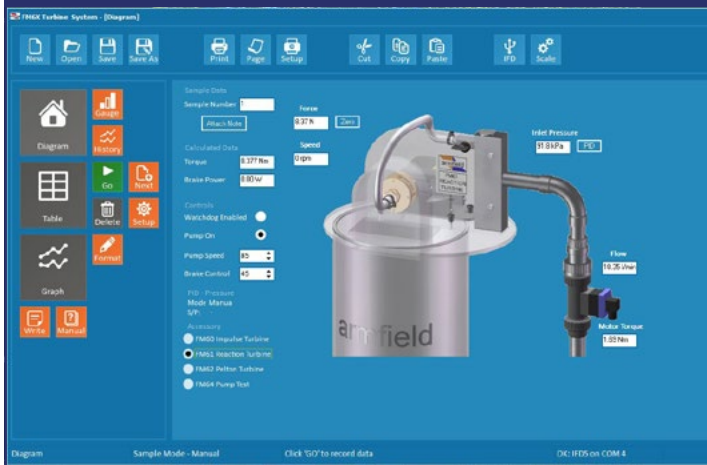 FM6X Turbine System - [Diagram]
New Open Save Save As Print Page Setup Cut Copy Paste IFD Scale
Diagram
Gauge
History
Table
Go
Next
Delete
Setup
Graph
Format
Write
Manual
Sample Data
Sample Number 1
Attach Note
Calculated Data
Torque 0.377 Nm
Brake Power 0.00 W
Controls
Watchdog Enabled
Pump On
Pump Speed 85
Brake Control 45
PID - Pressure
Mode: Manual
S/P: -
Accessory
FM60 Impulse Turbine
FM61 Reaction Turbine
FM62 Pelton Turbine
FM64 Pump Test
Force
Zero
Speed
0 rpm
REACTION
TURBINE
armfield
Inlet Pressure
91.8 kPa PID
Flow
Motor Torque
Diagram Sample Mode - Manual Click 'GO' to record data OK: IFD5 on COM 4